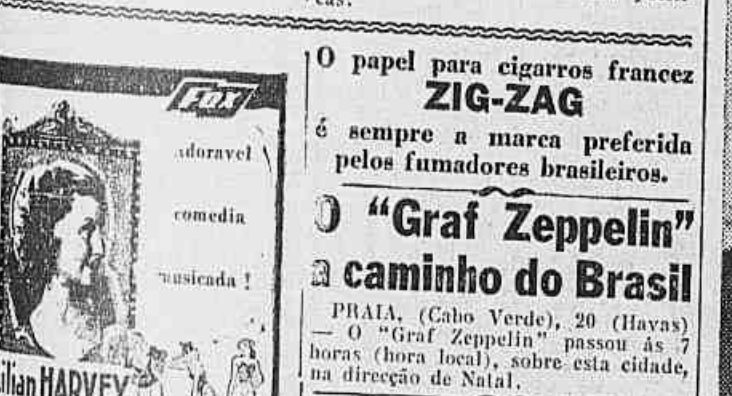 FOX
adoravel
comedia
musicada !
Lilian HARVEY
O papel para cigarros francez
ZIG-ZAG
é sempre a marca preferida
pelos fumadores brasileiros.
O "Graf Zeppelin"
a caminho do Brasil
PRAIA, (Cabo Verde), 20 (Havas)
— O "Graf Zeppelin" passou ás 7
horas (hora local), sobre esta cidade,
na direcção de Natal.